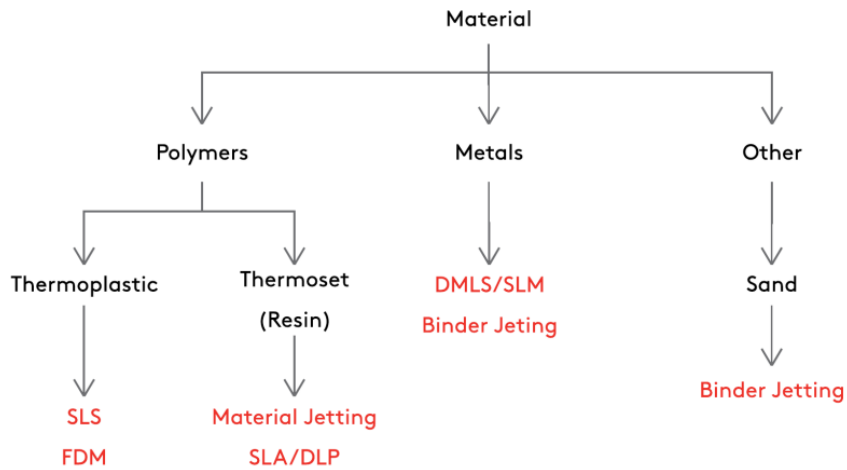 Material
Polymers
Metals
Other
Thermoplastic
Thermoset
(Resin)
DMLS/SLM
Binder Jeting
Sand
SLS
FDM
Material Jetting
SLA/DLP
Binder Jetting